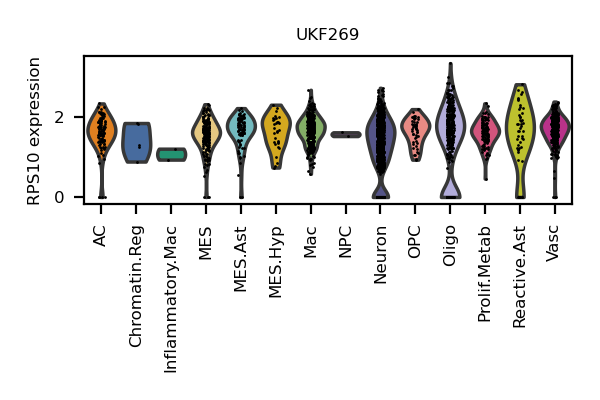 UKF269
RPS10 expression
2
0
AC
Chromatin.Reg
Inflammatory.Mac
MES
MES.Ast
MES.Hyp
Mac
NPC
Neuron
OPC
Oligo
Prolif.Metab
Reactive.Ast
Vasc